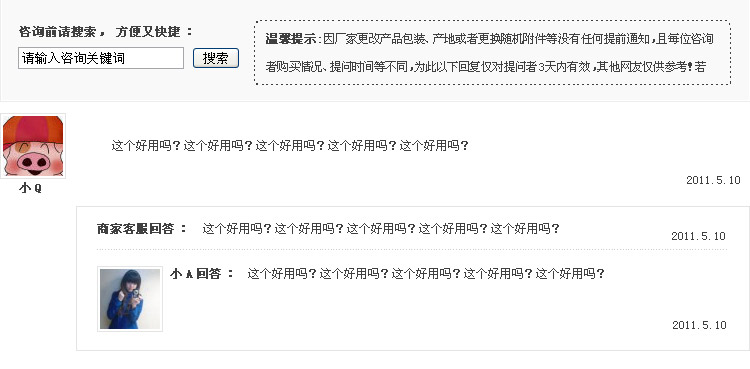 咨询前请搜索，方便又快捷：
请输入咨询关键词
搜索
温馨提示:因厂家更改产品包装、产地或者更换随机附件等没有任何提前通知,且每位咨询
者购买情况、提问时间等不同,为此以下回复仅对提问者3天内有效,其他网友仅供参考!若
这个好用吗?这个好用吗?这个好用吗?这个好用吗?这个好用吗?
2011.5.10
小Q
商家客服回答： 这个好用吗?这个好用吗?这个好用吗?这个好用吗?这个好用吗?
2011.5.10
小A回答： 这个好用吗?这个好用吗?这个好用吗?这个好用吗?这个好用吗?
2011.5.10